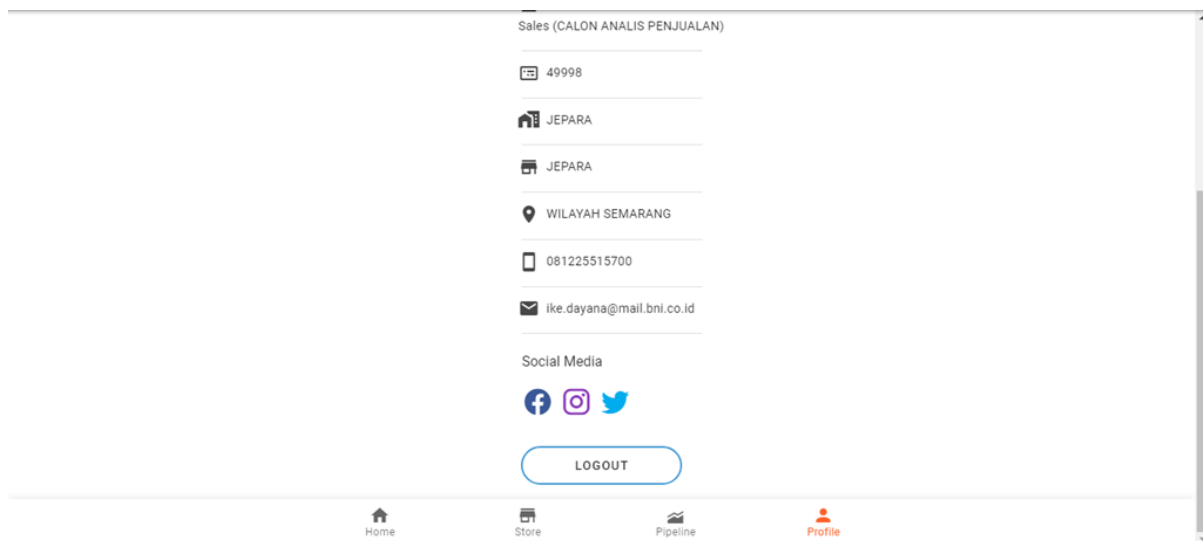 Sales (CALON ANALIS PENJUALAN)
49998
JEPARA
JEPARA
WILAYAH SEMARANG
081225515700
ike.dayana@mail.bni.co.id
Social Media
LOGOUT
Home
Store
Pipeline
Profile